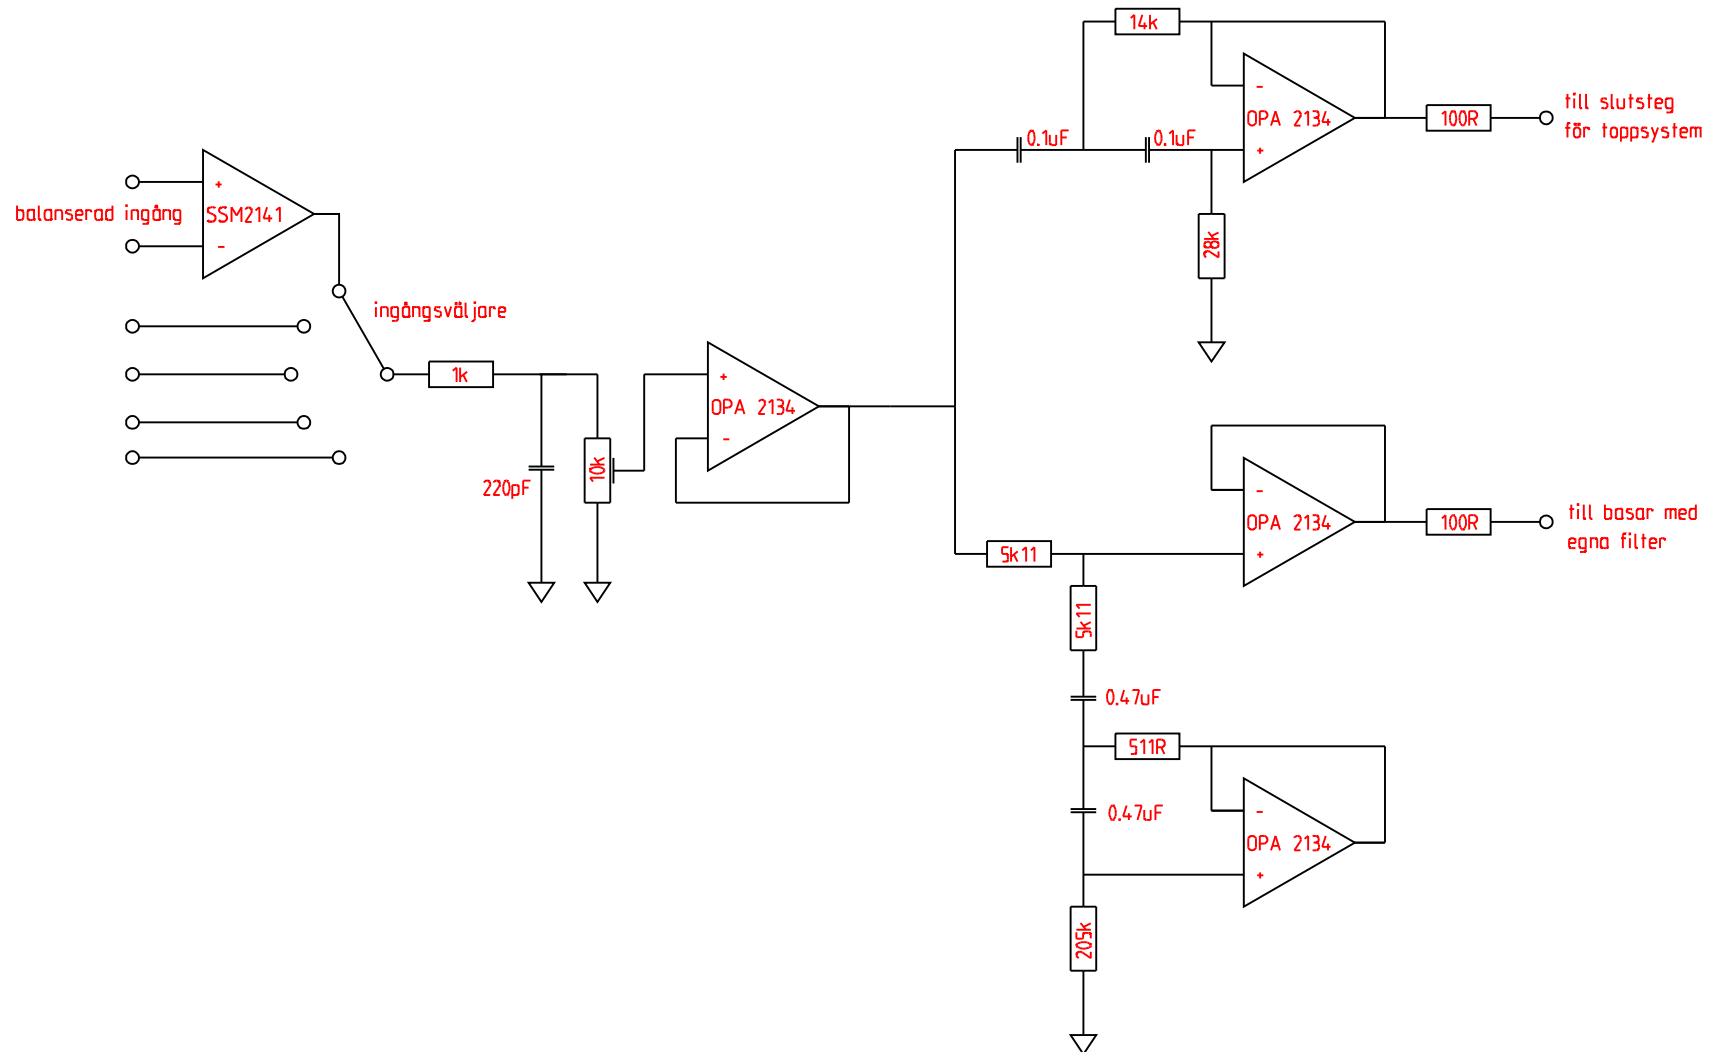 14k
-
OPA 2134
+
100R
till slutsteg
för toppsystem
0.1uF
0.1uF
28k
+
balanserad ingång
SSM2141
-
ingångsväljare
1k
220pF
10k
+
OPA 2134
-
-
OPA 2134
+
100R
till basar med
egna filter
5k11
5k11
0.47uF
511R
0.47uF
-
OPA 2134
+
205k